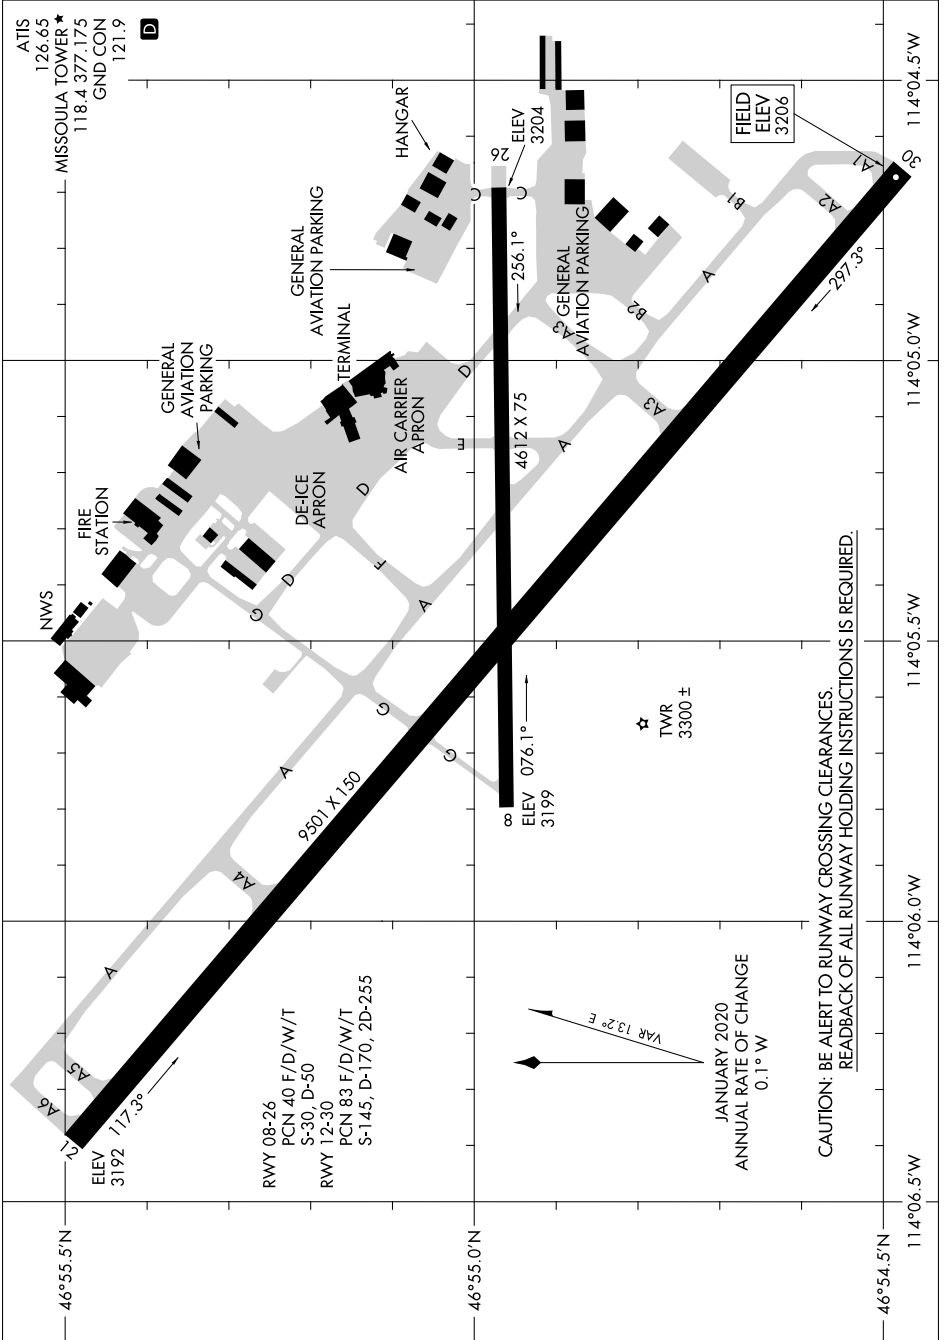 ATIS
126.65
MISSOULA TOWER★
118.4 377.175
GND CON
121.9
D
HANGAR
GENERAL
AVIATION PARKING
TERMINAL
GENERAL
AVIATION
PARKING
FIRE
STATION
NWS
DE-ICE
APRON
AIR CARRIER
APRON
26
ELEV
3204
C
C
256.1°
GENERAL
AVIATION PARKING
FIELD
ELEV
3206
30
A1
A2
B1
B2
A
297.3°
A3
A3
D
E
A
4612 X 75
D
F
D
A
G
G
G
A
9501 X 150
A4
A
A5
A6
12
117.3°
ELEV
3192
8
ELEV
3199
076.1°
TWR
3300 ±
RWY 08-26
PCN 40 F/D/W/T
S-30, D-50
RWY 12-30
PCN 83 F/D/W/T
S-145, D-170, 2D-255
VAR 13.2° E
JANUARY 2020
ANNUAL RATE OF CHANGE
0.1° W
CAUTION: BE ALERT TO RUNWAY CROSSING CLEARANCES.
READBACK OF ALL RUNWAY HOLDING INSTRUCTIONS IS REQUIRED.
46°55.5'N
46°55.0'N
46°54.5'N
114°06.5'W
114°06.0'W
114°05.5'W
114°05.0'W
114°04.5'W